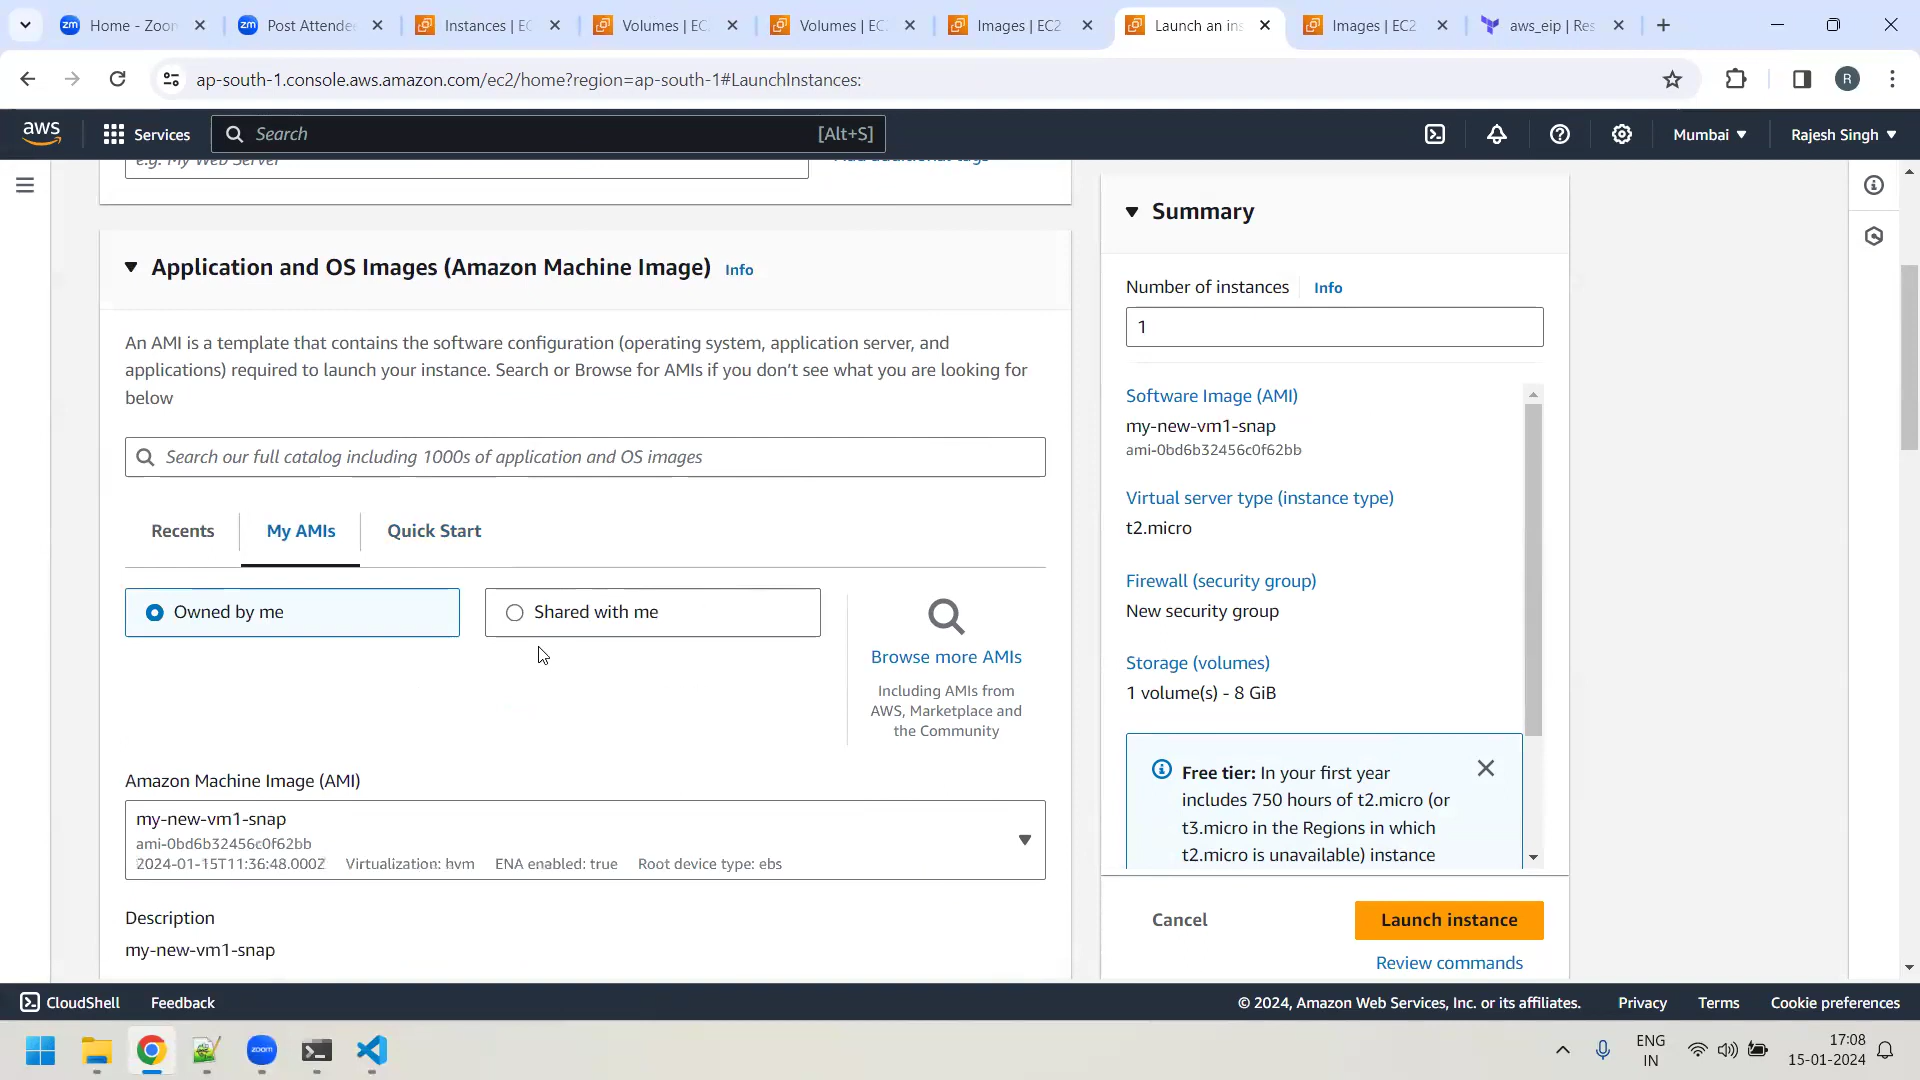 Home - Zoom
Post Attendee
Instances | EC
Volumes | EC
Volumes | EC
Images | EC2
Launch an ins
Images | EC2
aws_eip | Res
ap-south-1.console.aws.amazon.com/ec2/home?region=ap-south-1#LaunchInstances:
R
aws
Services
Search
[Alt+S]
Mumbai
Rajesh Singh
e.g. My Web Server
Add additional tags
Application and OS Images (Amazon Machine Image) Info
An AMI is a template that contains the software configuration (operating system, application server, and
applications) required to launch your instance. Search or Browse for AMIs if you don’t see what you are looking for
below
Search our full catalog including 1000s of application and OS images
Recents
My AMIs
Quick Start
Owned by me
Shared with me
Browse more AMIs
Including AMIs from
AWS, Marketplace and
the Community
Amazon Machine Image (AMI)
my-new-vm1-snap
ami-0bd6b32456c0f62bb
2024-01-15T11:36:48.000Z Virtualization: hvm ENA enabled: true Root device type: ebs
Description
my-new-vm1-snap
Summary
Number of instances Info
1
Software Image (AMI)
my-new-vm1-snap
ami-0bd6b32456c0f62bb
Virtual server type (instance type)
t2.micro
Firewall (security group)
New security group
Storage (volumes)
1 volume(s) - 8 GiB
Free tier: In your first year
includes 750 hours of t2.micro (or
t3.micro in the Regions in which
t2.micro is unavailable) instance
Cancel
Launch instance
Review commands
CloudShell
Feedback
© 2024, Amazon Web Services, Inc. or its affiliates.
Privacy
Terms
Cookie preferences
zoom
ENG
IN
17:08
15-01-2024